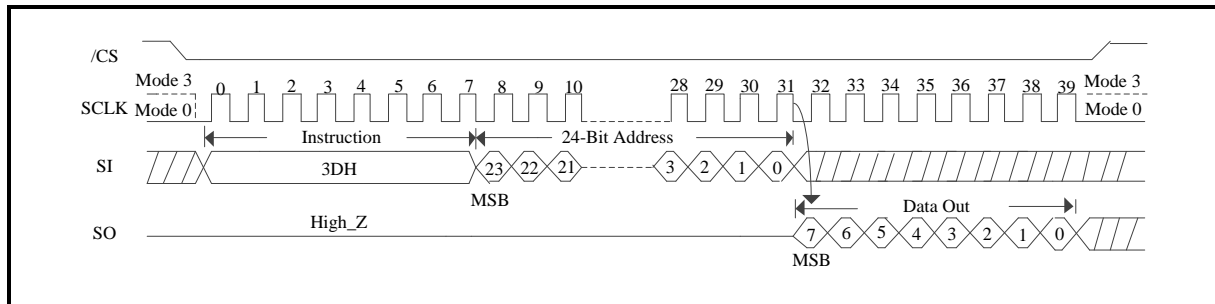 /CS
Mode 3 0 1 2 3 4 5 6 7 8 9 10 28 29 30 31 32 33 34 35 36 37 38 39 Mode 3
SCLK Mode 0 Mode 0
Instruction 24-Bit Address
SI 3DH 23 22 21 3 2 1 0
MSB
High_Z Data Out
SO 7 6 5 4 3 2 1 0
MSB